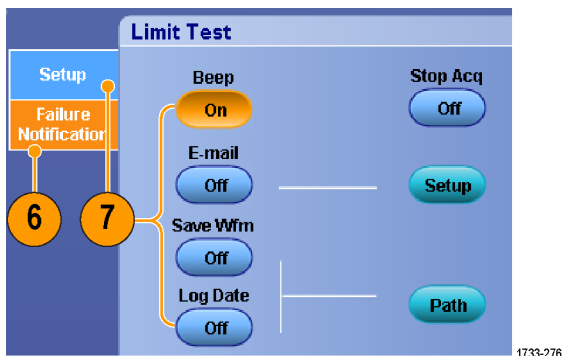 Limit Test
Setup
Failure
Notification
6
7
Beep
On
Stop Acq
Off
E-mail
Off
Setup
Save Wfm
Off
Log Date
Off
Path
1733-276